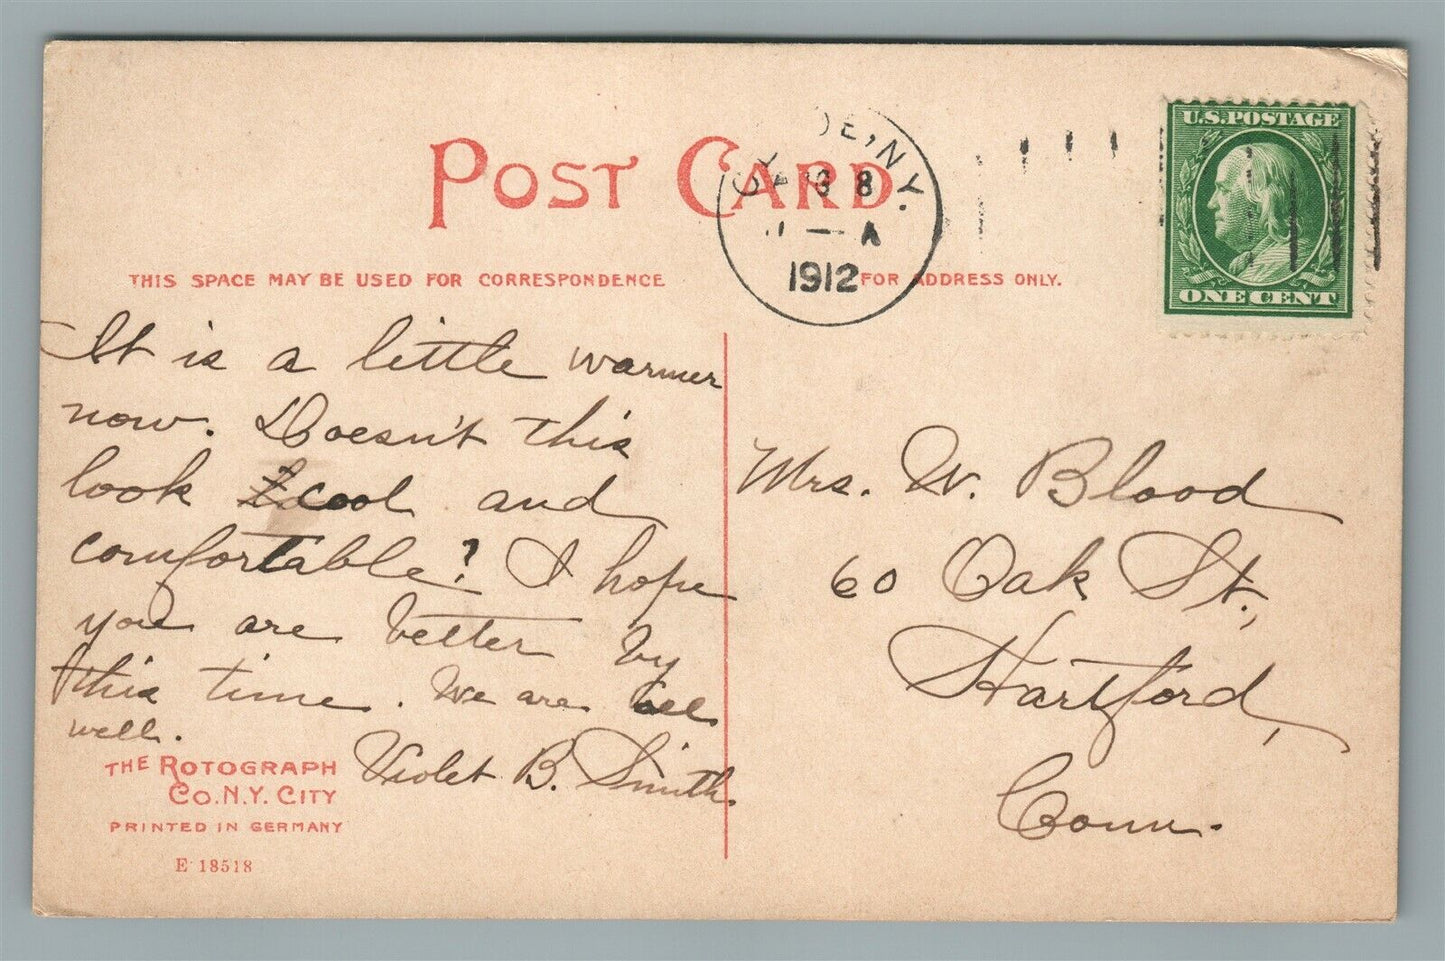 POST CARD
THIS SPACE MAY BE USED FOR CORRESPONDENCE
FOR ADDRESS ONLY.
DE, N.Y.
8
A
1912
U.S. POSTAGE
ONE CENT
It is a little warmer
now. Doesn't this
look cool and
comfortable? I hope
you are better by
this time. We are all
well.
Violet B. Smith.
Mrs. W. Blood
60 Oak St.,
Hartford,
Conn.
THE ROTOGRAPH
CO. N.Y. CITY
PRINTED IN GERMANY
E 18518